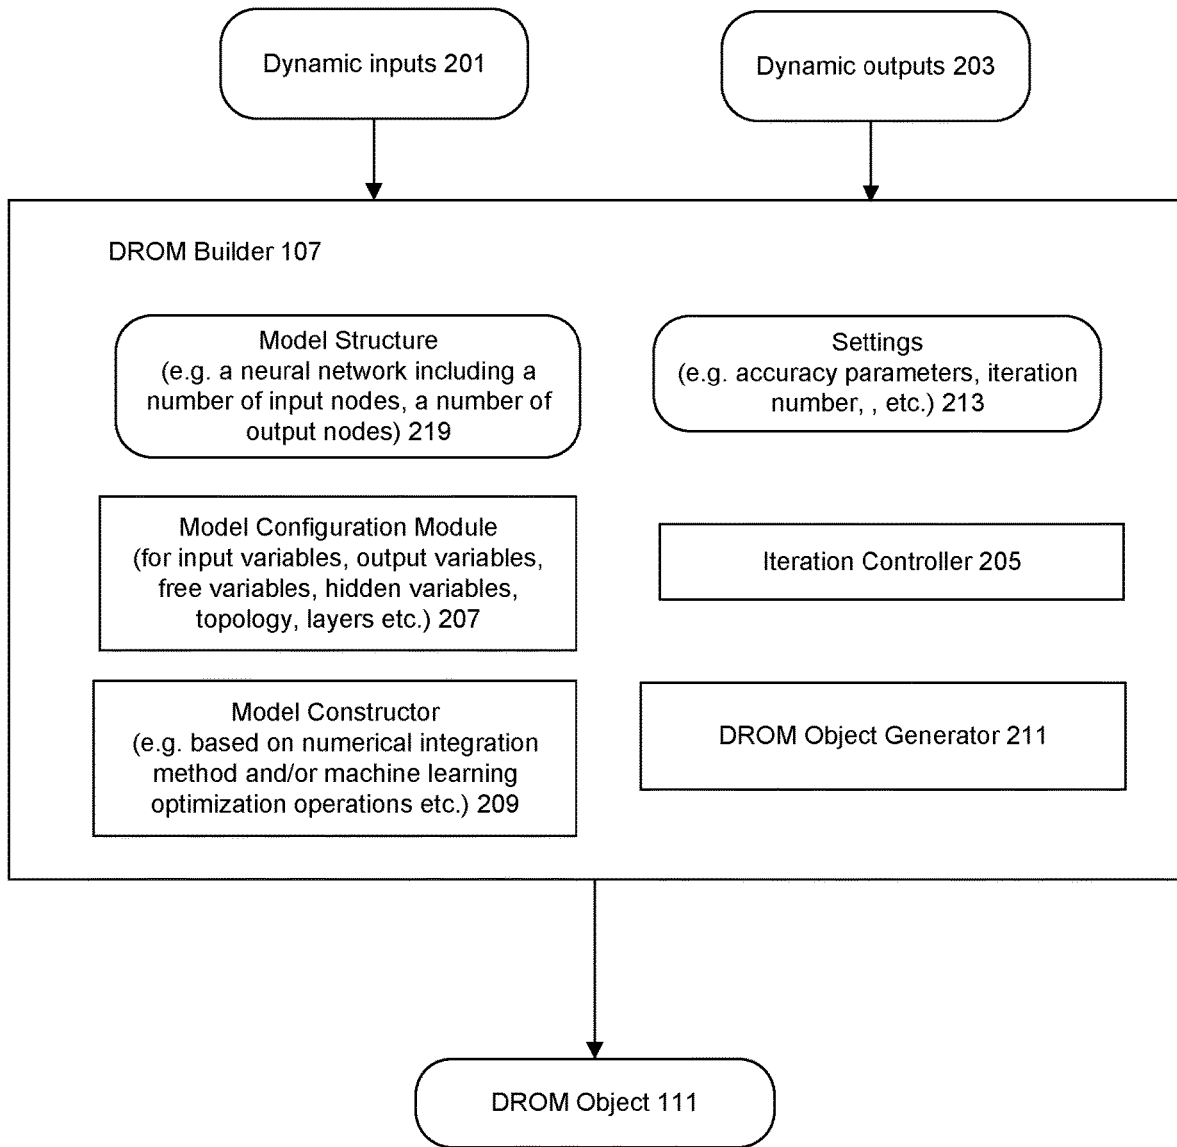 Dynamic inputs 201
Dynamic outputs 203
DROM Builder 107
Model Structure
(e.g. a neural network including a
number of input nodes, a number of
output nodes) 219
Settings
(e.g. accuracy parameters, iteration
number, , etc.) 213
Model Configuration Module
(for input variables, output variables,
free variables, hidden variables,
topology, layers etc.) 207
Iteration Controller 205
Model Constructor
(e.g. based on numerical integration
method and/or machine learning
optimization operations etc.) 209
DROM Object Generator 211
DROM Object 111